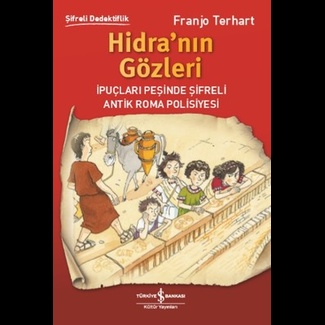 Şifreli Dedektiflik
Franjo Terhart
Hidra'nın
Gözleri
İPUÇLARI PEŞİNDE ŞİFRELİ
ANTİK ROMA POLİSİYESİ
TÜRKİYE İŞ BANKASI
Kültür Yayınları